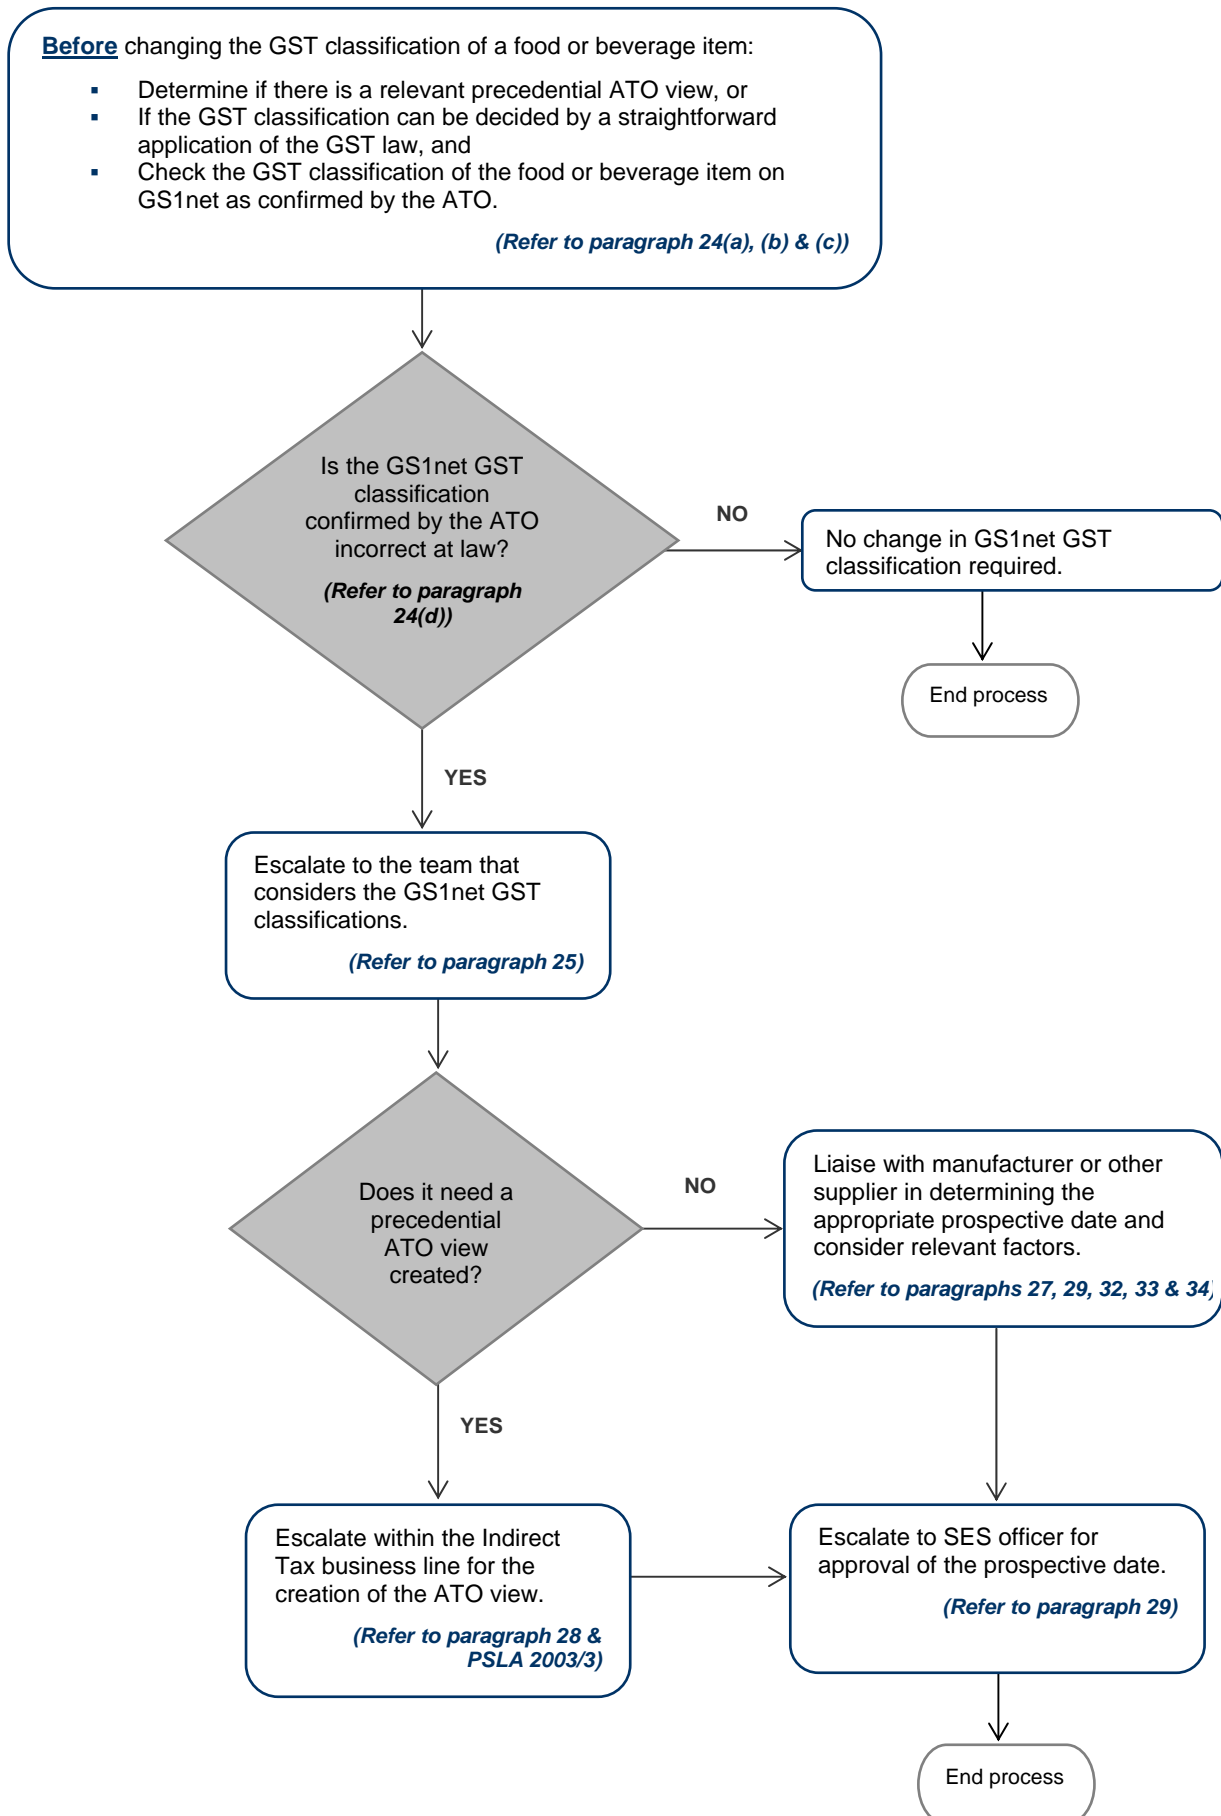 Before changing the GST classification of a food or beverage item:
▪ Determine if there is a relevant precedential ATO view, or
▪ If the GST classification can be decided by a straightforward
application of the GST law, and
▪ Check the GST classification of the food or beverage item on
GS1net as confirmed by the ATO.
(Refer to paragraph 24(a), (b) & (c))
Is the GS1net GST
classification
confirmed by the ATO
incorrect at law?
(Refer to paragraph
24(d))
NO
No change in GS1net GST
classification required.
End process
YES
Escalate to the team that
considers the GS1net GST
classifications.
(Refer to paragraph 25)
Does it need a
precedential
ATO view
created?
NO
Liaise with manufacturer or other
supplier in determining the
appropriate prospective date and
consider relevant factors.
(Refer to paragraphs 27, 29, 32, 33 & 34)
YES
Escalate within the Indirect
Tax business line for the
creation of the ATO view.
(Refer to paragraph 28 &
PSLA 2003/3)
Escalate to SES officer for
approval of the prospective date.
(Refer to paragraph 29)
End process